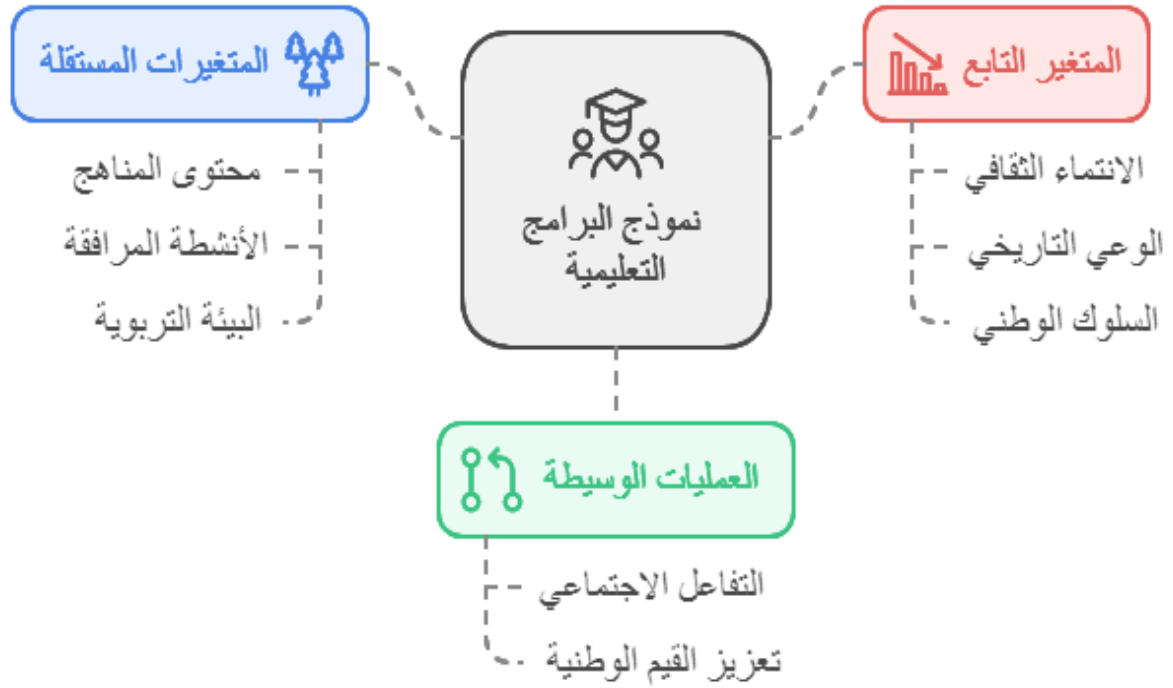 المتغير التابع
الانتماء الثقافي
الوعي التاريخي
السلوك الوطني
نموذج البرامج
التعليمية
المتغيرات المستقلة
محتوى المناهج
الأنشطة المرافقة
البيئة التربوية
العمليات الوسيطة
التفاعل الاجتماعي
تعزيز القيم الوطنية